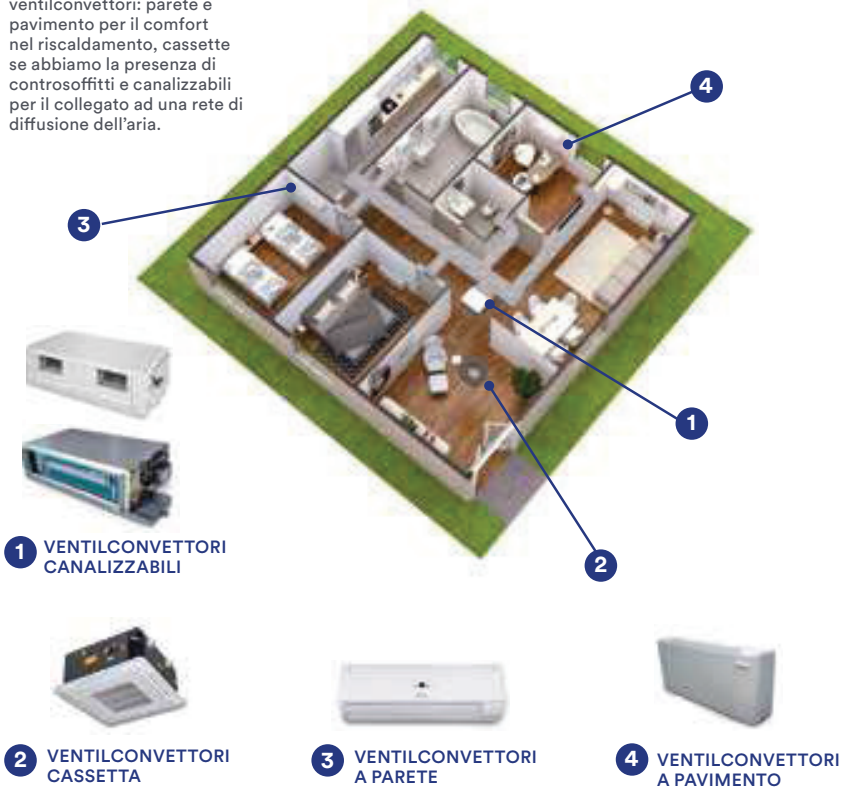 ventilconvettori: parete e
pavimento per il comfort
nel riscaldamento, cassette
se abbiamo la presenza di
controsoffitti e canalizzabili
per il collegato ad una rete di
diffusione dell'aria.
4
3
1
2
1 VENTILCONVETTORI
CANALIZZABILI
2 VENTILCONVETTORI
CASSETTA
3 VENTILCONVETTORI
A PARETE
4 VENTILCONVETTORI
A PAVIMENTO